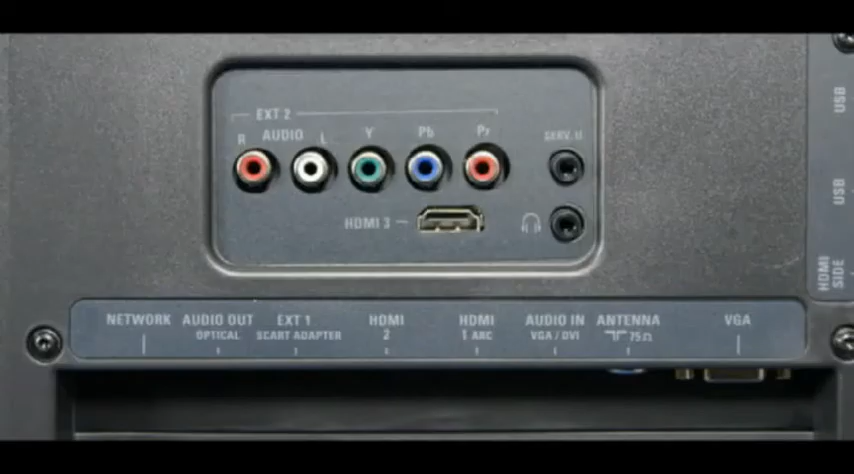 EXT 2
R AUDIO L Y Pb Pr
SERV. U
HDMI 3
NETWORK AUDIO OUT EXT 1 HDMI HDMI AUDIO IN ANTENNA VGA
OPTICAL SCART ADAPTER 2 1 ARC VGA / DVI 75 Ω
USB
USB
HDMI
SIDE